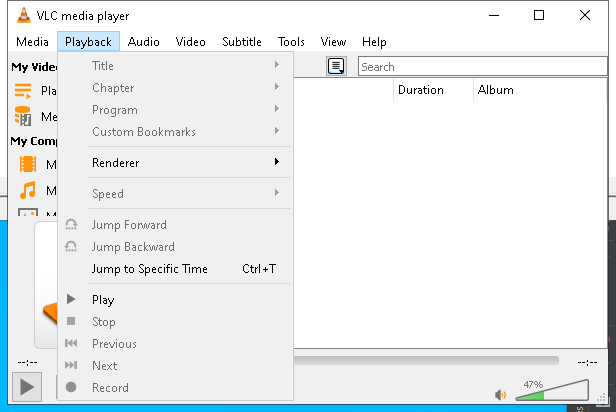 VLC media player
Media Playback Audio Video Subtitle Tools View Help
My Vide
Search
Title
Pla
Duration Album
Chapter
Me
Program
Custom Bookmarks
My Comp
Renderer
M
M
Speed
Jump Forward
Jump Backward
Jump to Specific Time Ctrl+T
Play
Stop
Previous
--:-- --:--
Next
Record
47%